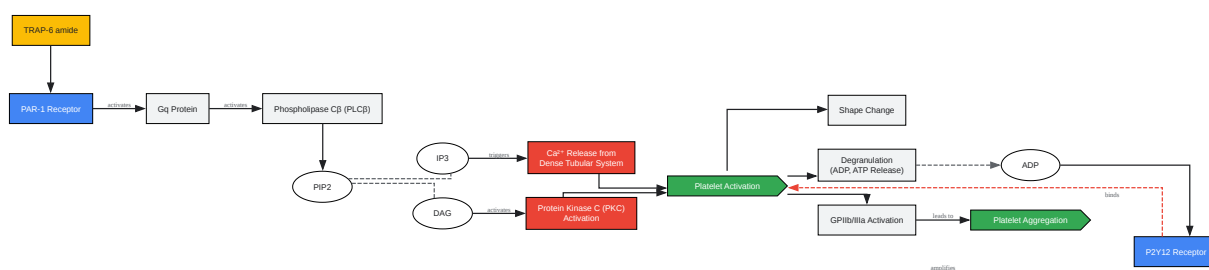 TRAP-6 amide
PAR-1 Receptor
activates
Gq Protein
activates
Phospholipase Cβ (PLCβ)
PIP2
IP3
triggers
Ca²⁺ Release from
Dense Tubular System
DAG
activates
Protein Kinase C (PKC)
Activation
Platelet Activation
Shape Change
Degranulation
(ADP, ATP Release)
ADP
GPIIb/IIIa Activation
leads to
Platelet Aggregation
binds
P2Y12 Receptor
amplifies